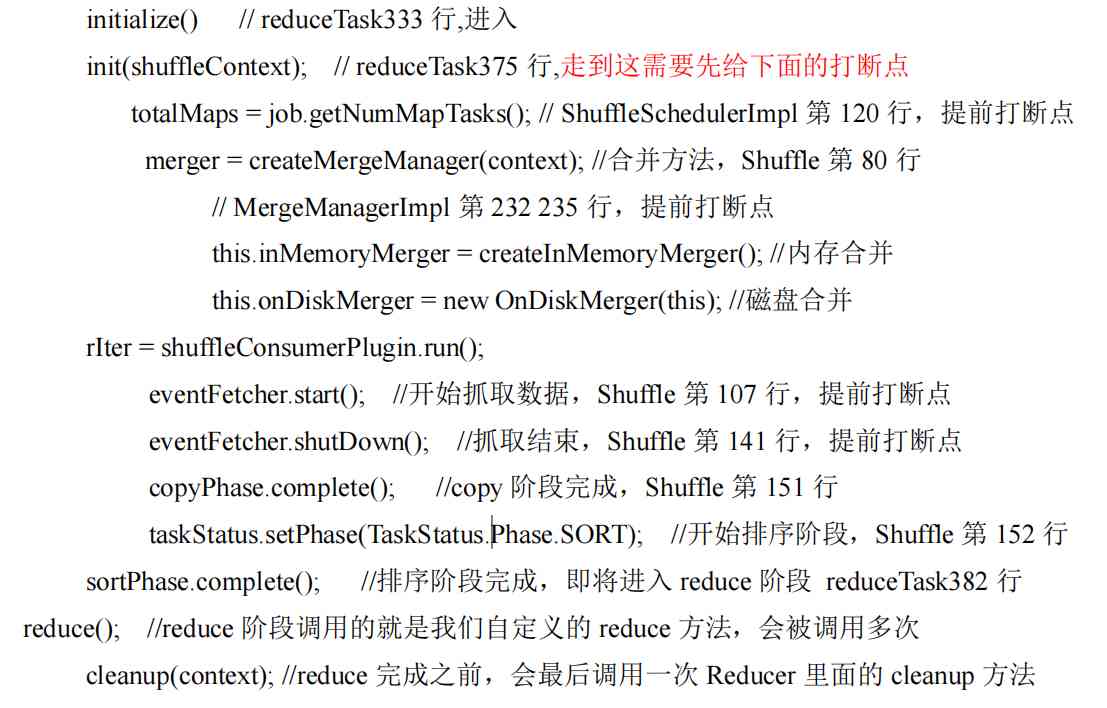 initialize() // reduceTask333 行,进入
init(shuffleContext); // reduceTask375 行,走到这需要先给下面的打断点
totalMaps = job.getNumMapTasks(); // ShuffleSchedulerImpl 第 120 行，提前打断点
merger = createMergeManager(context); //合并方法，Shuffle 第 80 行
// MergeManagerImpl 第 232 235 行，提前打断点
this.inMemoryMerger = createInMemoryMerger(); //内存合并
this.onDiskMerger = new OnDiskMerger(this); //磁盘合并
rIter = shuffleConsumerPlugin.run();
eventFetcher.start(); //开始抓取数据，Shuffle 第 107 行，提前打断点
eventFetcher.shutDown(); //抓取结束，Shuffle 第 141 行，提前打断点
copyPhase.complete(); //copy 阶段完成，Shuffle 第 151 行
taskStatus.setPhase(TaskStatus.Phase.SORT); //开始排序阶段，Shuffle 第 152 行
sortPhase.complete(); //排序阶段完成，即将进入 reduce 阶段 reduceTask382 行
reduce(); //reduce 阶段调用的就是我们自定义的 reduce 方法，会被调用多次
cleanup(context); //reduce 完成之前，会最后调用一次 Reducer 里面的 cleanup 方法